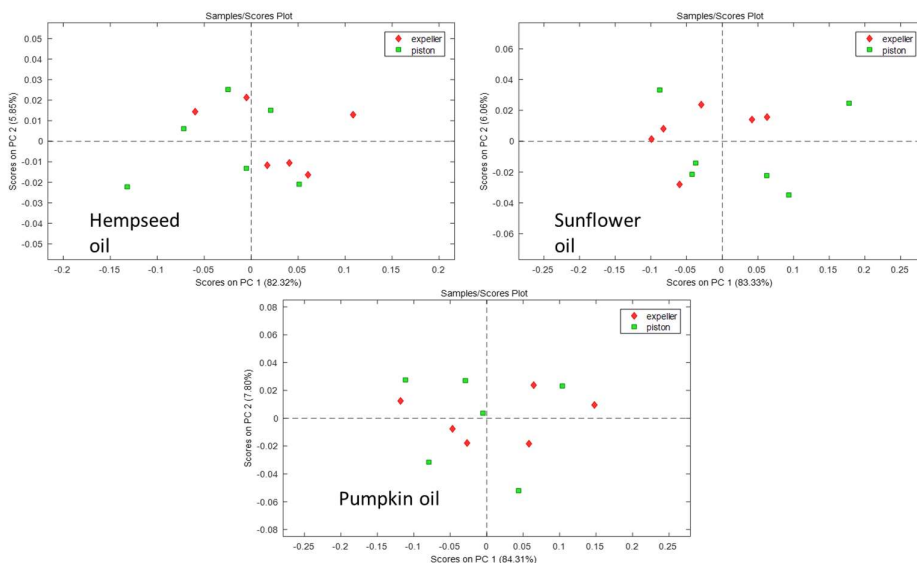 Samples/Scores Plot
expeller
piston
0.05
0.04
0.03
0.02
0.01
0
-0.01
-0.02
-0.03
-0.04
-0.05
Scores on PC 2 (5.85%)
Hempseed
oil
-0.2 -0.15 -0.1 -0.05 0 0.05 0.1 0.15 0.2
Scores on PC 1 (82.32%)
Samples/Scores Plot
expeller
piston
0.06
0.04
0.02
0
-0.02
-0.04
-0.06
Scores on PC 2 (6.06%)
Sunflower
oil
-0.25 -0.2 -0.15 -0.1 -0.05 0 0.05 0.1 0.15 0.2 0.25
Scores on PC 1 (83.33%)
Samples/Scores Plot
expeller
piston
0.08
0.06
0.04
0.02
0
-0.02
-0.04
-0.06
-0.08
Scores on PC 2 (7.80%)
Pumpkin oil
-0.25 -0.2 -0.15 -0.1 -0.05 0 0.05 0.1 0.15 0.2 0.25
Scores on PC 1 (84.31%)